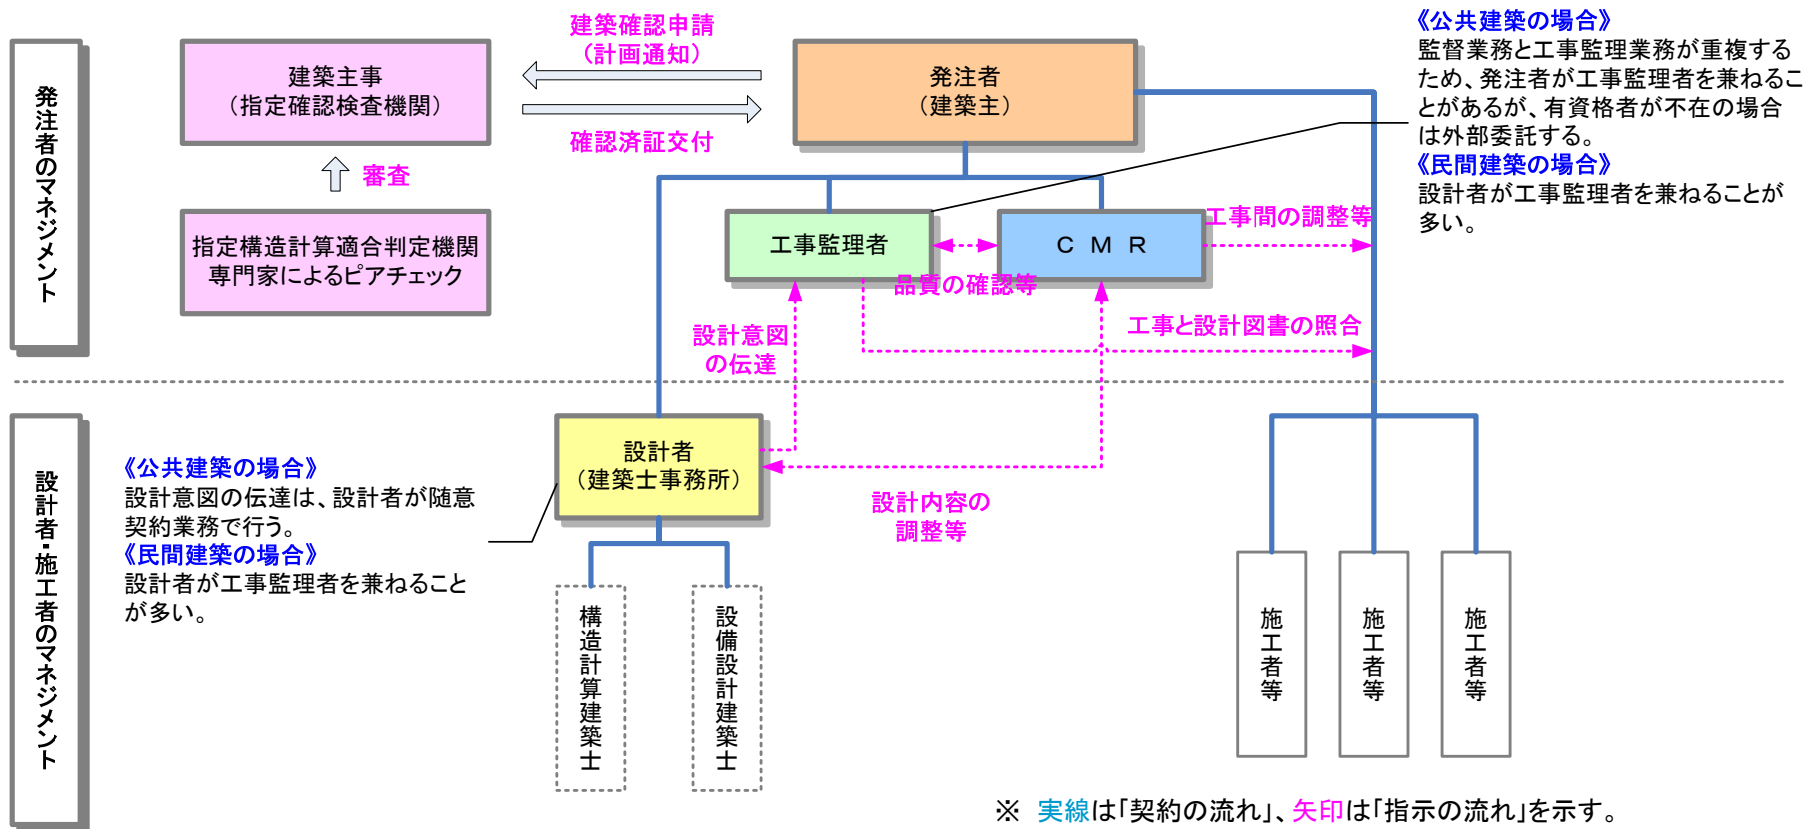 発注者のマネジメント
建築主事
（指定確認検査機関）
審査
指定構造計算適合判定機関
専門家によるピアチェック
建築確認申請
（計画通知）
確認済証交付
発注者
（建築主）
《公共建築の場合》
監督業務と工事監理業務が重複する
ため、発注者が工事監理者を兼ねるこ
とがあるが、有資格者が不在の場合
は外部委託する。
《民間建築の場合》
設計者が工事監理者を兼ねることが
多い。
工事監理者
ＣＭＲ
工事間の調整等
品質の確認等
設計意図
の伝達
工事と設計図書の照合
設計者・施工者のマネジメント
《公共建築の場合》
設計意図の伝達は、設計者が随意
契約業務で行う。
《民間建築の場合》
設計者が工事監理者を兼ねること
が多い。
設計者
（建築士事務所）
設計内容の
調整等
構造計算建築士
設備設計建築士
施工者等
施工者等
施工者等
※ 実線は「契約の流れ」、矢印は「指示の流れ」を示す。